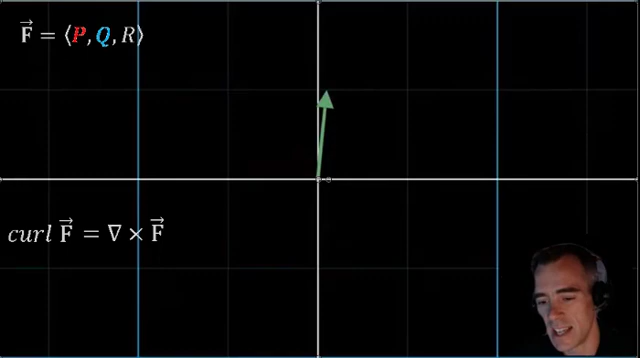 F⃗ = ⟨P, Q, R⟩
curl F⃗ = ∇ × F⃗